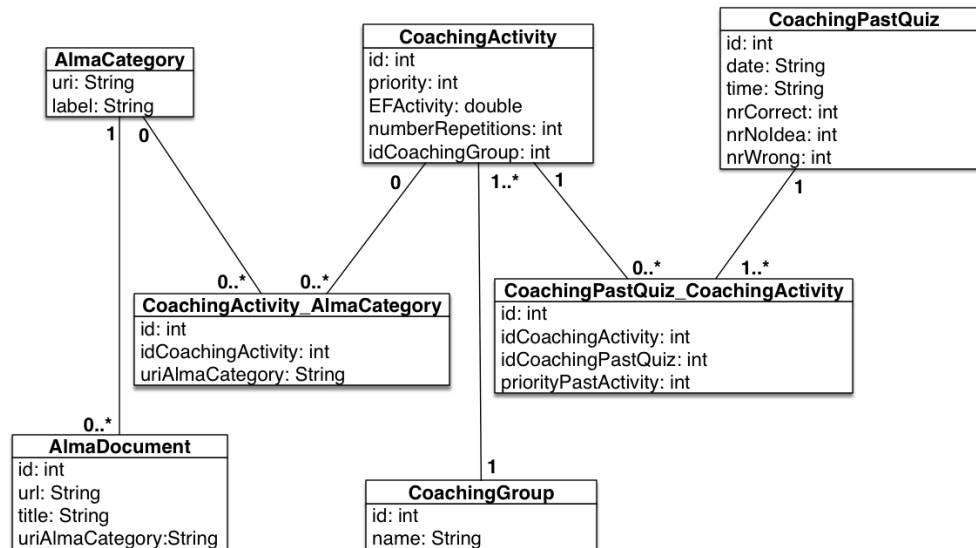 AlmaCategory
uri: String
label: String
1
0
CoachingActivity
id: int
priority: int
EFActivity: double
numberRepetitions: int
idCoachingGroup: int
0
1..*
1
CoachingPastQuiz
id: int
date: String
time: String
nrCorrect: int
nrNoIdea: int
nrWrong: int
1
0..*
0..*
CoachingActivity_AlmaCategory
id: int
idCoachingActivity: int
uriAlmaCategory: String
0..*
1..*
CoachingPastQuiz_CoachingActivity
id: int
idCoachingActivity: int
idCoachingPastQuiz: int
priorityPastActivity: int
0..*
AlmaDocument
id: int
url: String
title: String
uriAlmaCategory:String
1
CoachingGroup
id: int
name: String